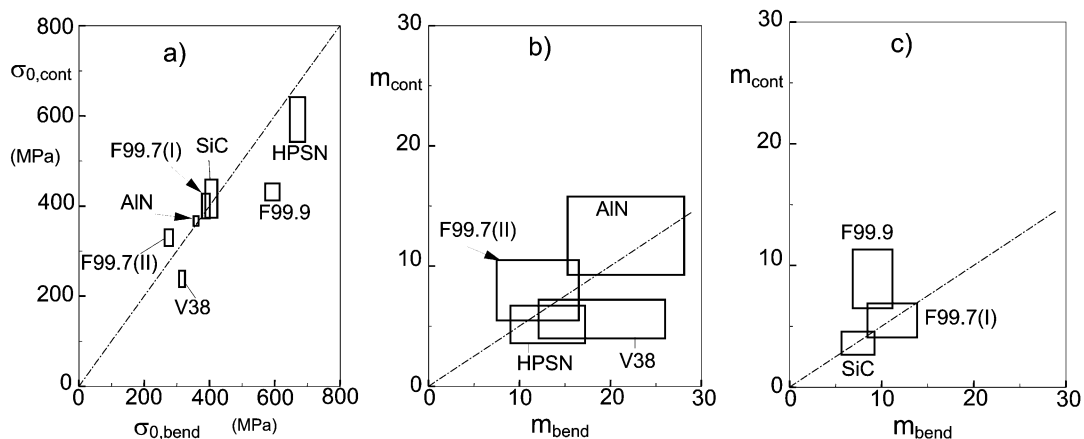 a)
800
σ0,cont
600
(MPa)
400
200
0
F99.7(I)
SiC
AlN
F99.7(II)
V38
HPSN
F99.9
0 200 400 600 800
σ0,bend (MPa)
b)
30
mcont
20
10
0
F99.7(II)
AlN
HPSN
V38
0 10 20 30
mbend
c)
30
mcont
20
10
0
F99.9
F99.7(I)
SiC
0 10 20 30
mbend